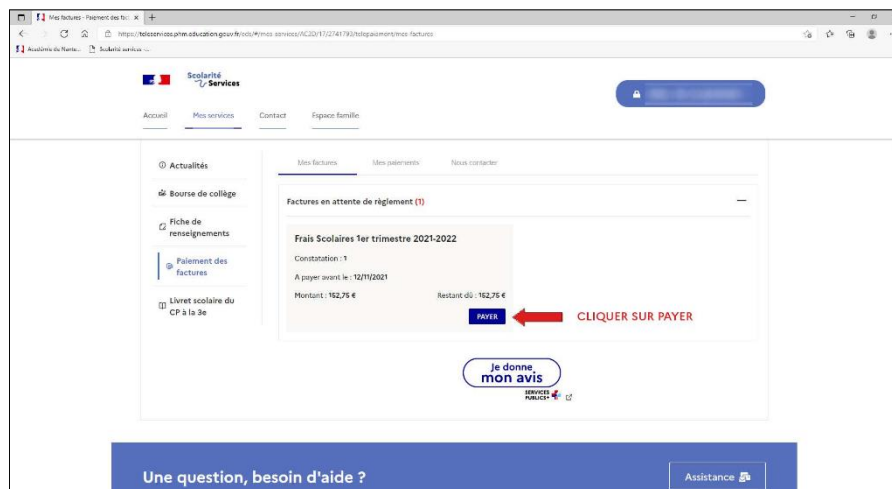 Mes factures - Paiement des fac
https://teleservices.phm.education.gouv.fr/scls/#/mes-services/AC2D/17/2741793/telepaiement/mes-factures
Académie de Nante...
Scolarité services -...
Scolarité
Services
Accueil
Mes services
Contact
Espace famille
Actualités
Bourse de collège
Fiche de
renseignements
Paiement des
factures
Livret scolaire du
CP à la 3e
Mes factures
Mes paiements
Nous contacter
Factures en attente de règlement (1)
Frais Scolaires 1er trimestre 2021-2022
Constatation : 1
A payer avant le : 12/11/2021
Montant : 152,75 €
Restant dû : 152,75 €
PAYER
CLIQUER SUR PAYER
Je donne
mon avis
SERVICES
PUBLICS+
Une question, besoin d'aide ?
Assistance